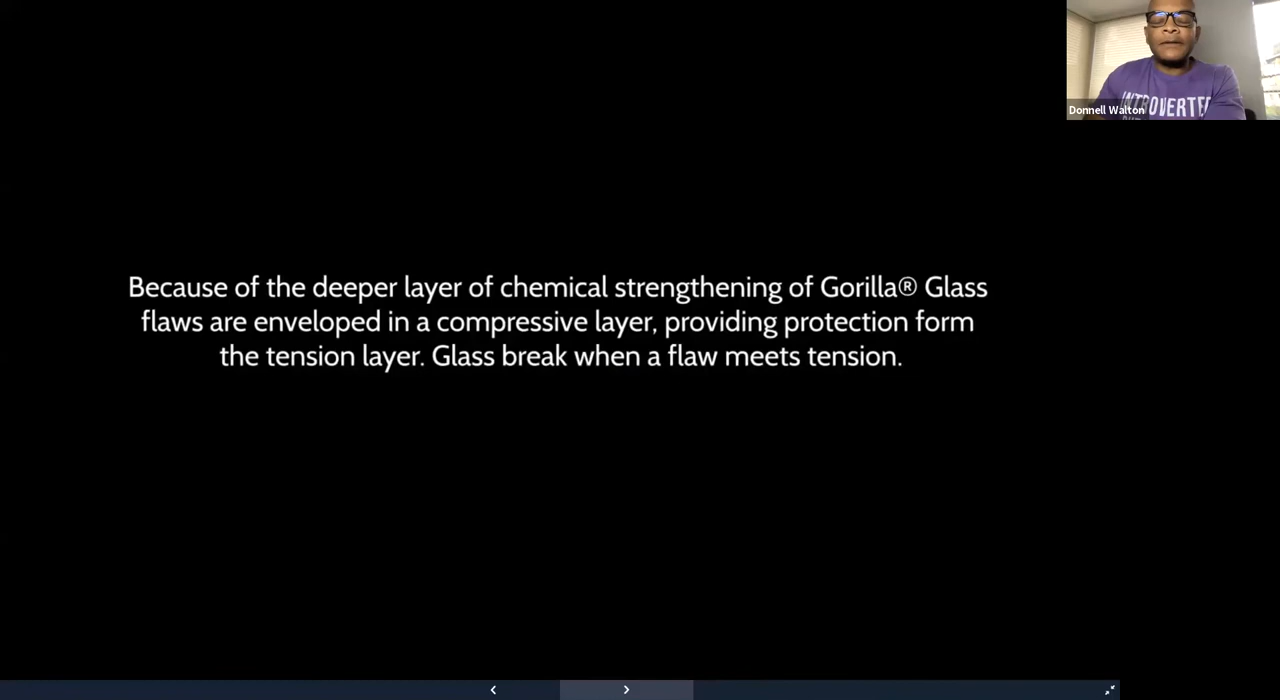 INTROVERTED
Donnell Walton
Because of the deeper layer of chemical strengthening of Gorilla® Glass
flaws are enveloped in a compressive layer, providing protection form
the tension layer. Glass break when a flaw meets tension.